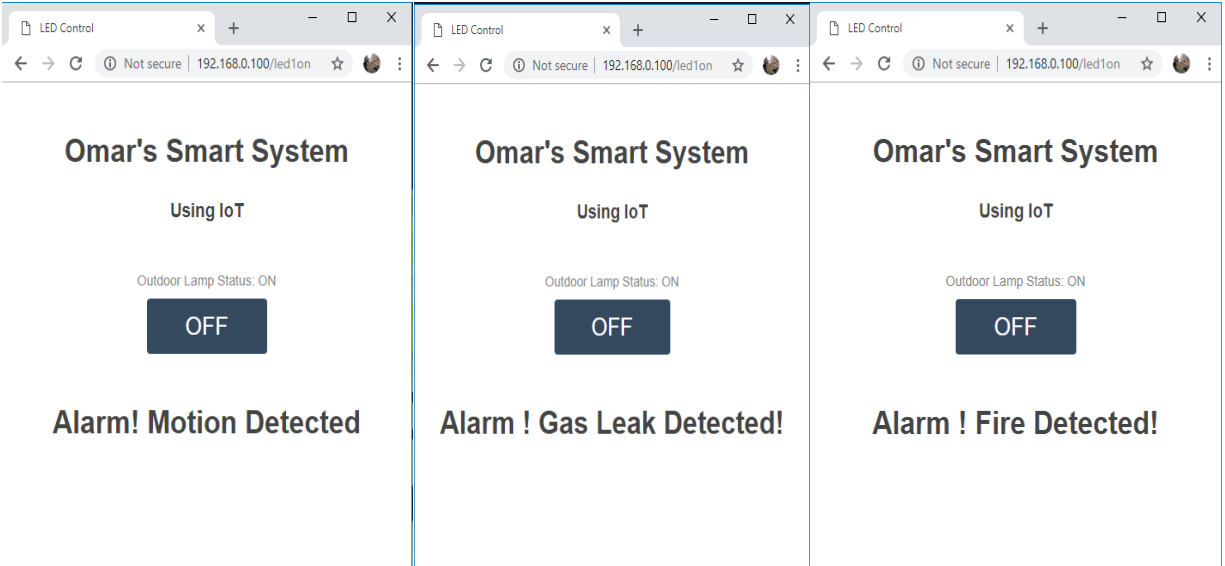 LED Control
Not secure | 192.168.0.100/led1on
Omar's Smart System
Using IoT
Outdoor Lamp Status: ON
OFF
Alarm! Motion Detected
LED Control
Not secure | 192.168.0.100/led1on
Omar's Smart System
Using IoT
Outdoor Lamp Status: ON
OFF
Alarm ! Gas Leak Detected!
LED Control
Not secure | 192.168.0.100/led1on
Omar's Smart System
Using IoT
Outdoor Lamp Status: ON
OFF
Alarm ! Fire Detected!